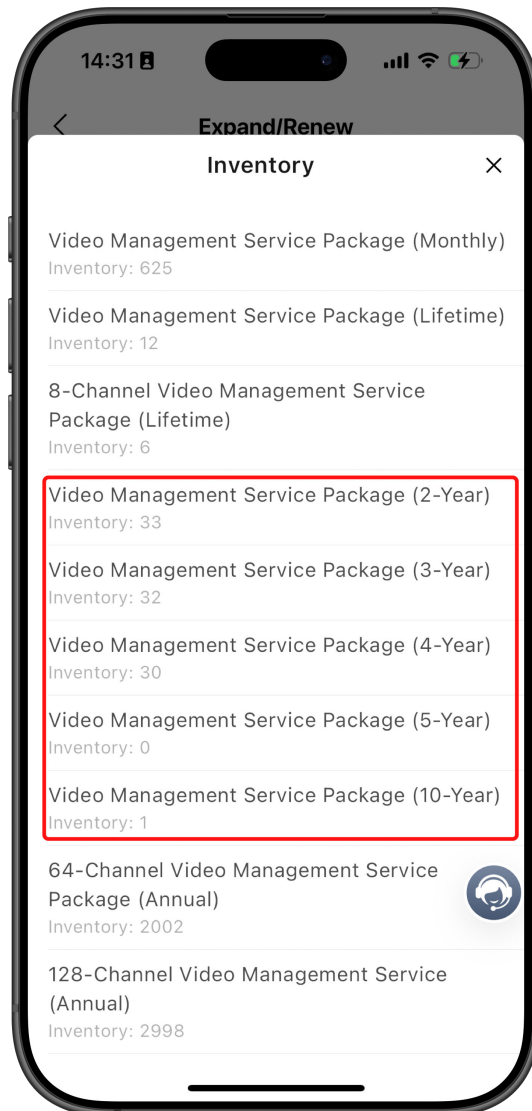 14:31
Expand/Renew
Inventory
Video Management Service Package (Monthly)
Inventory: 625
Video Management Service Package (Lifetime)
Inventory: 12
8-Channel Video Management Service
Package (Lifetime)
Inventory: 6
Video Management Service Package (2-Year)
Inventory: 33
Video Management Service Package (3-Year)
Inventory: 32
Video Management Service Package (4-Year)
Inventory: 30
Video Management Service Package (5-Year)
Inventory: 0
Video Management Service Package (10-Year)
Inventory: 1
64-Channel Video Management Service
Package (Annual)
Inventory: 2002
128-Channel Video Management Service
(Annual)
Inventory: 2998